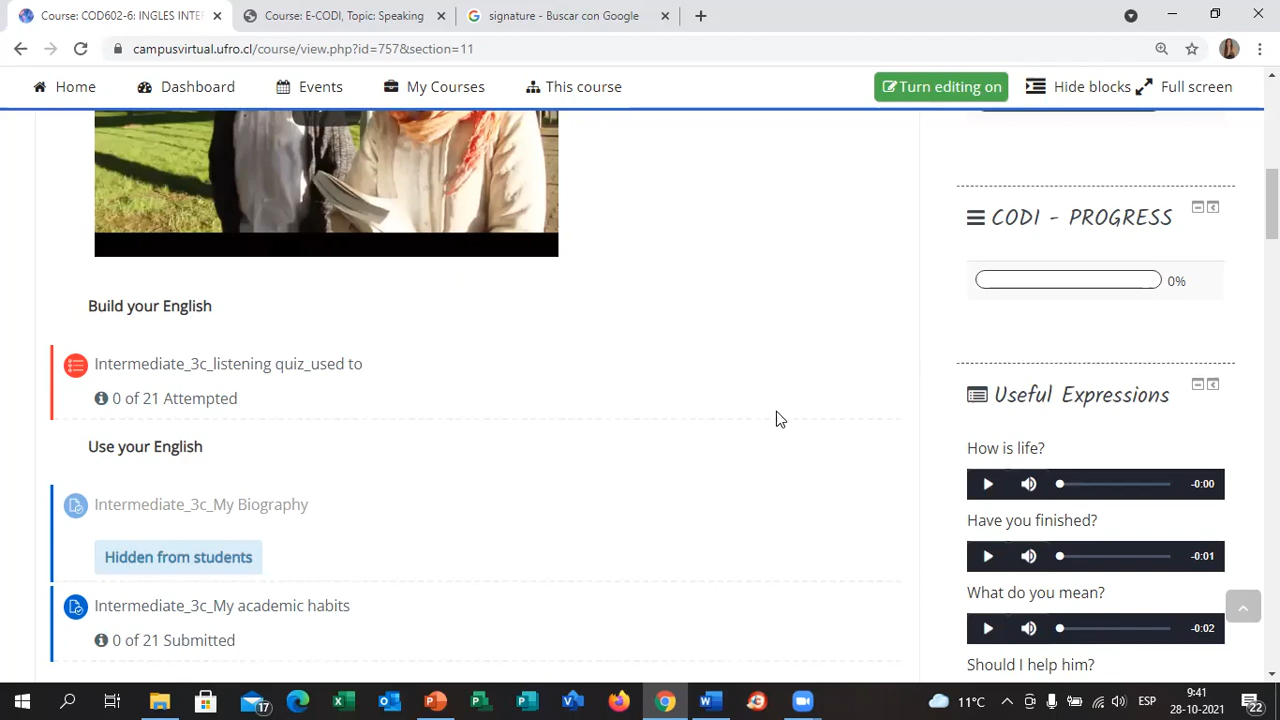 Course: COD602-6: INGLES INTER
Course: E-CODI, Topic: Speaking
signature - Buscar con Google
campusvirtual.ufro.cl/course/view.php?id=757&section=11
Home
Dashboard
Events
My Courses
This course
Turn editing on
Hide blocks
Full screen
CODI - PROGRESS
0%
Build your English
Intermediate_3c_listening quiz_used to
0 of 21 Attempted
Use your English
Intermediate_3c_My Biography
Hidden from students
Intermediate_3c_My academic habits
0 of 21 Submitted
Useful Expressions
How is life?
-0:00
Have you finished?
-0:01
What do you mean?
-0:02
Should I help him?
17
11°C
ESP
9:41
28-10-2021
22